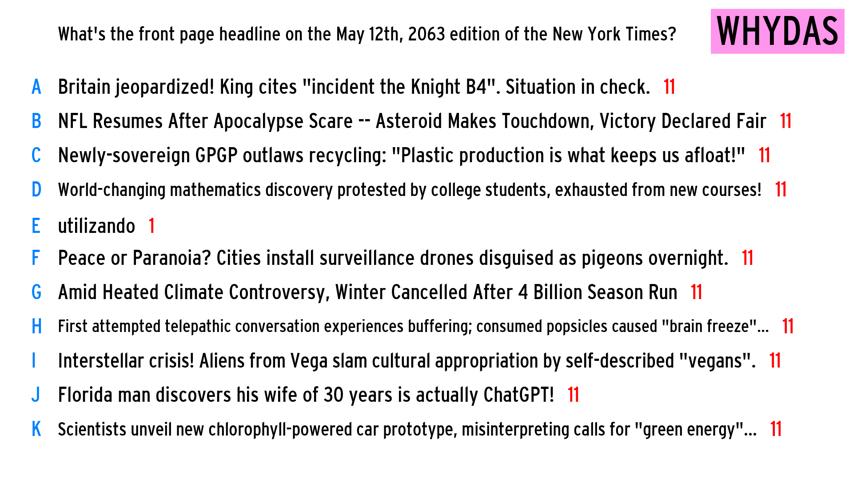 What's the front page headline on the May 12th, 2063 edition of the New York Times?
WHYDAS
A Britain jeopardized! King cites "incident the Knight B4". Situation in check. 11
B NFL Resumes After Apocalypse Scare -- Asteroid Makes Touchdown, Victory Declared Fair 11
C Newly-sovereign GPGP outlaws recycling: "Plastic production is what keeps us afloat!" 11
D World-changing mathematics discovery protested by college students, exhausted from new courses! 11
E utilizando 1
F Peace or Paranoia? Cities install surveillance drones disguised as pigeons overnight. 11
G Amid Heated Climate Controversy, Winter Cancelled After 4 Billion Season Run 11
H First attempted telepathic conversation experiences buffering; consumed popsicles caused "brain freeze"... 11
I Interstellar crisis! Aliens from Vega slam cultural appropriation by self-described "vegans". 11
J Florida man discovers his wife of 30 years is actually ChatGPT! 11
K Scientists unveil new chlorophyll-powered car prototype, misinterpreting calls for "green energy"... 11